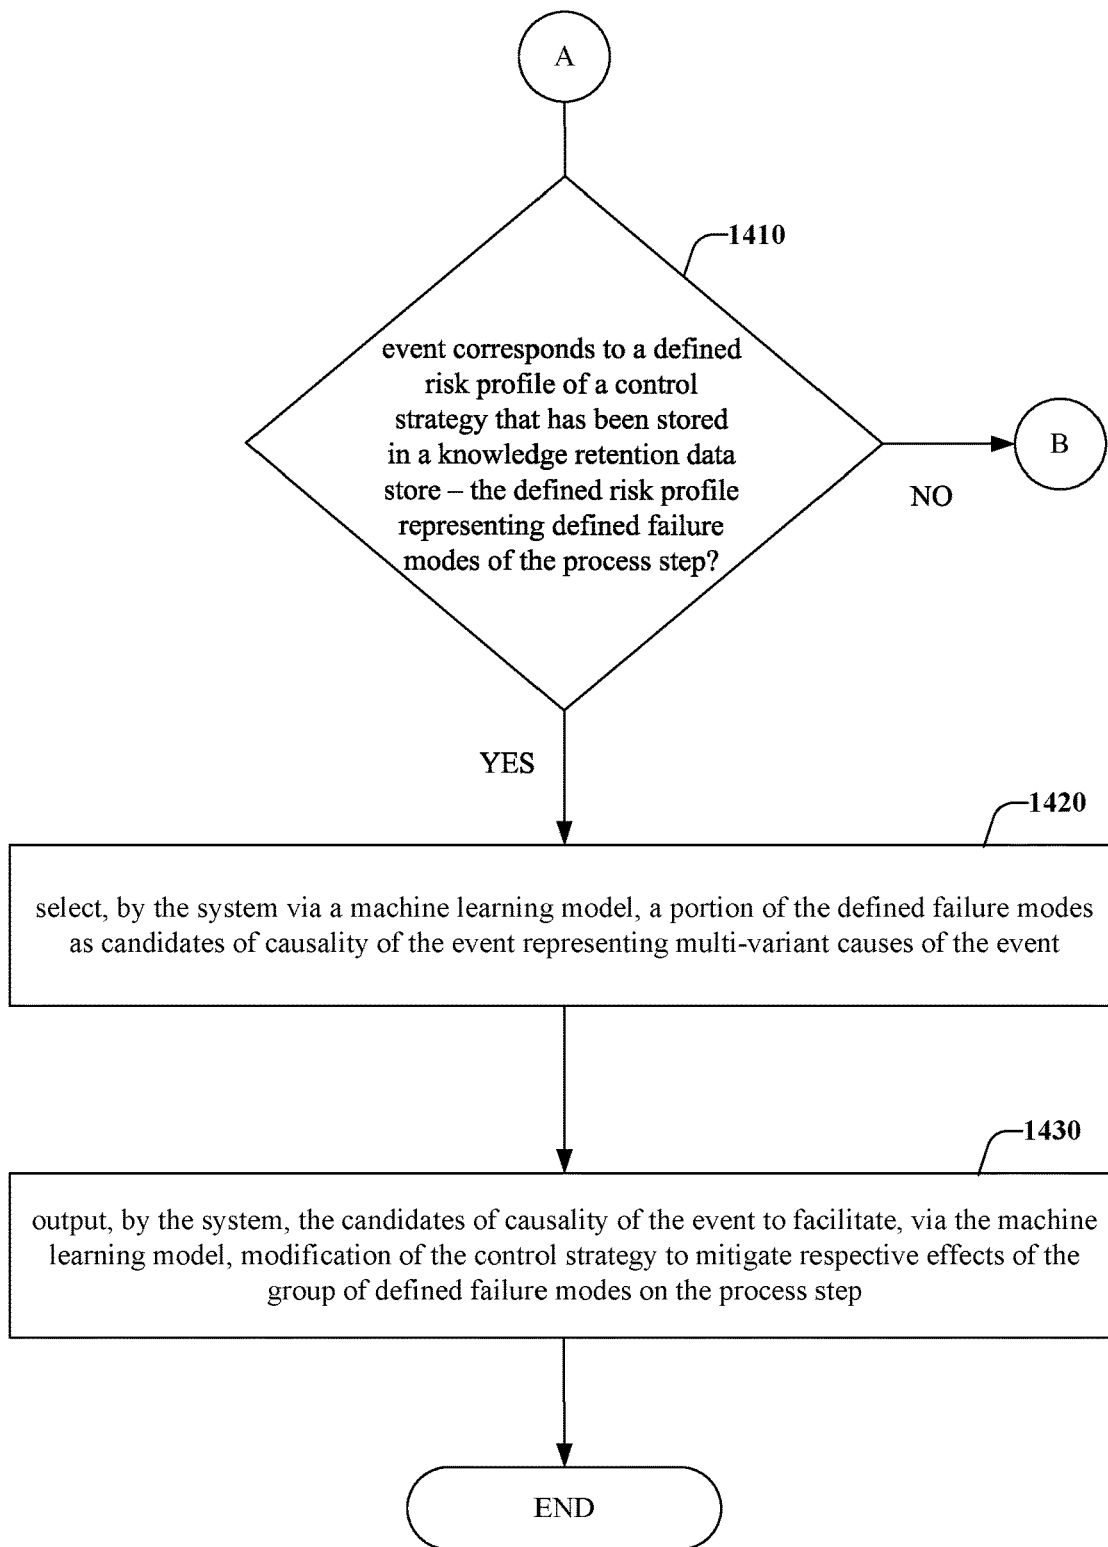 A
1410
event corresponds to a defined
risk profile of a control
strategy that has been stored
in a knowledge retention data
store – the defined risk profile
representing defined failure
modes of the process step?
B
NO
YES
1420
select, by the system via a machine learning model, a portion of the defined failure modes
as candidates of causality of the event representing multi-variant causes of the event
1430
output, by the system, the candidates of causality of the event to facilitate, via the machine
learning model, modification of the control strategy to mitigate respective effects of the
group of defined failure modes on the process step
END